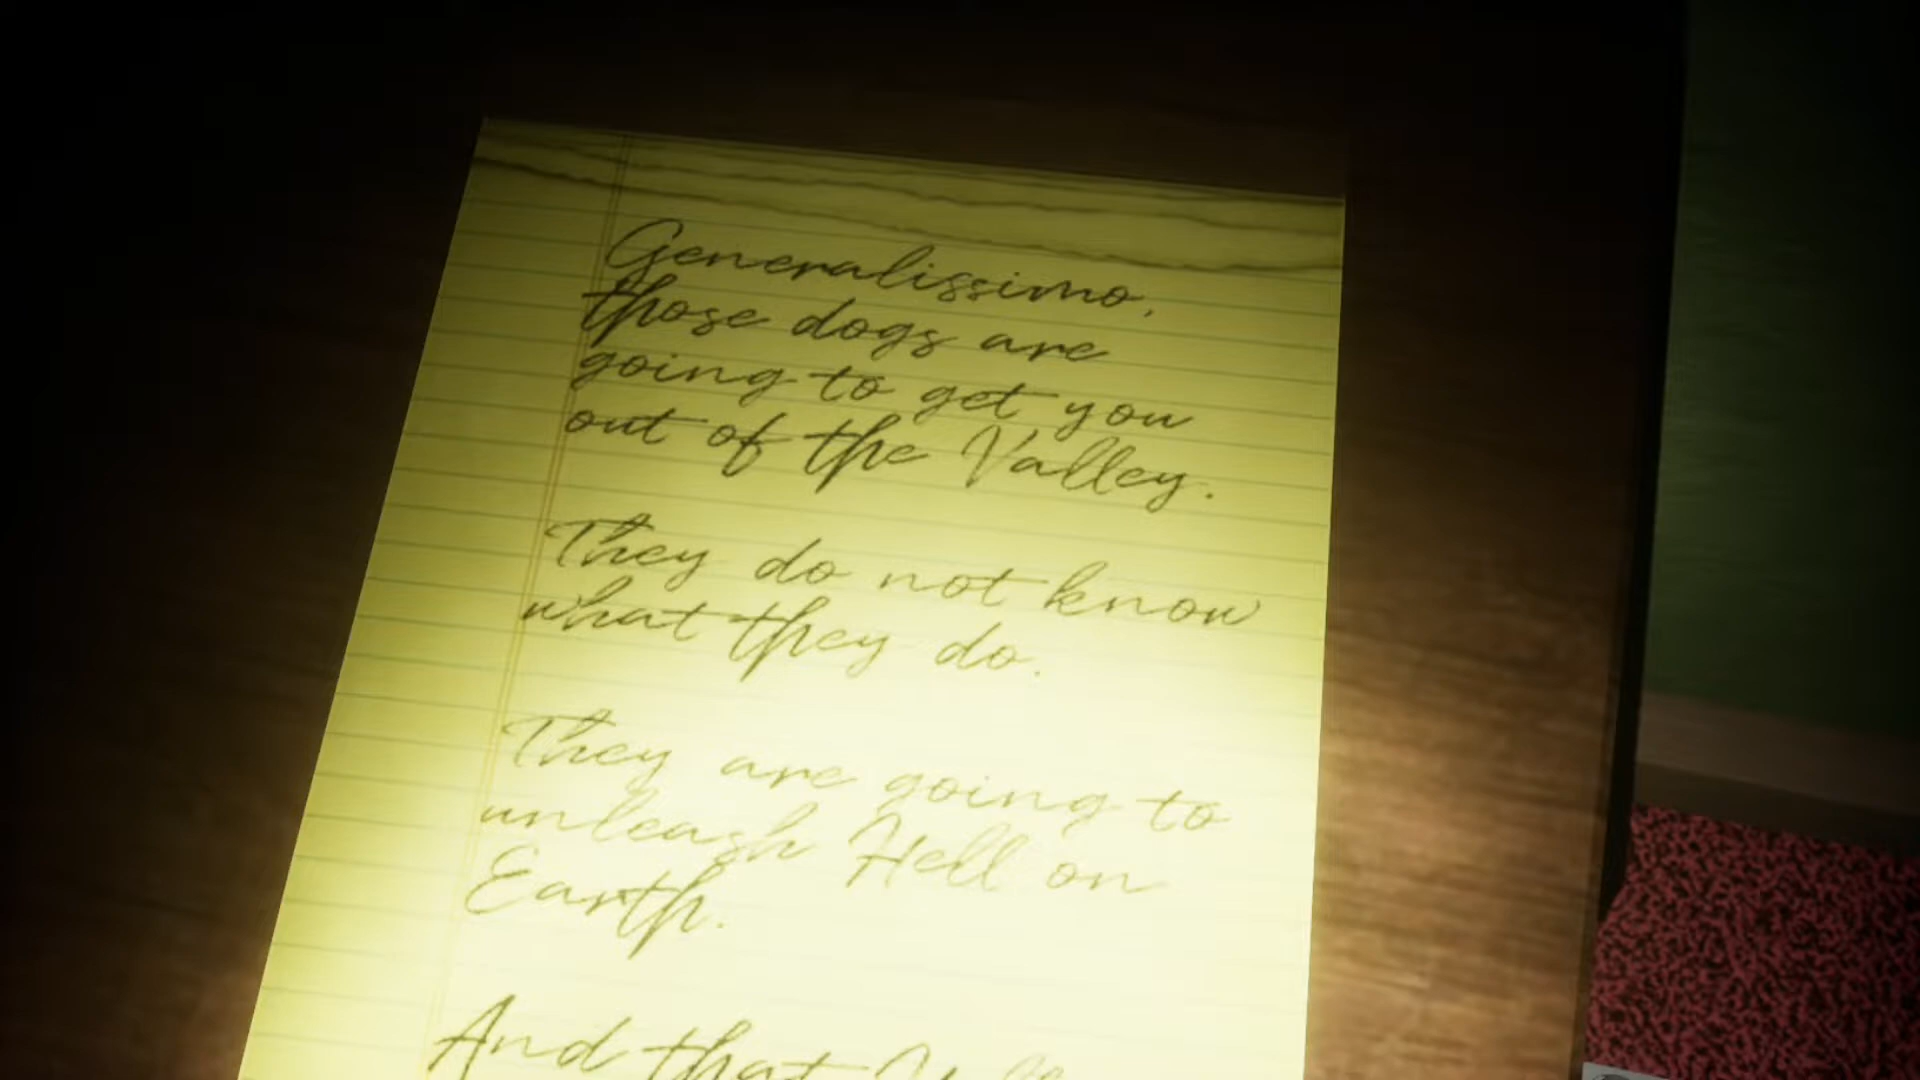 Generalissimo,
those dogs are
going to get you
out of the Valley.
They do not know
what they do.
They are going to
unleash Hell on
Earth.
And that